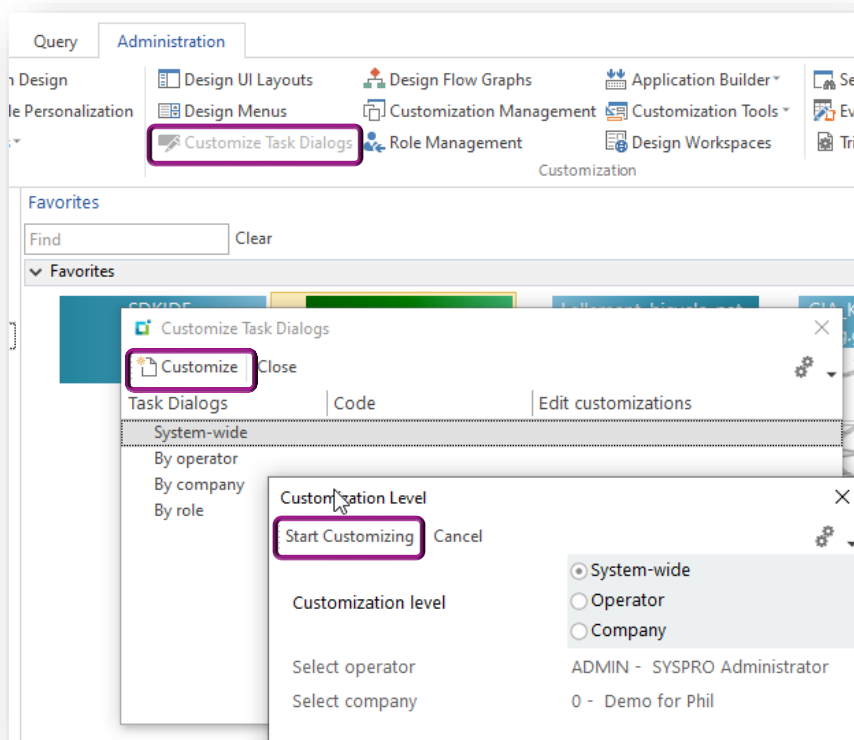 Query Administration
Design Design UI Layouts Design Flow Graphs Application Builder
Personalization Design Menus Customization Management Customization Tools
Customize Task Dialogs Role Management Design Workspaces
Customization
Favorites
Find Clear
Favorites
SDKIDE
Customize Task Dialogs
Customize Close
Task Dialogs Code Edit customizations
System-wide
By operator
By company
By role
Customization Level
Start Customizing Cancel
System-wide
Customization level Operator
Company
Select operator ADMIN - SYSPRO Administrator
Select company 0 - Demo for Phil